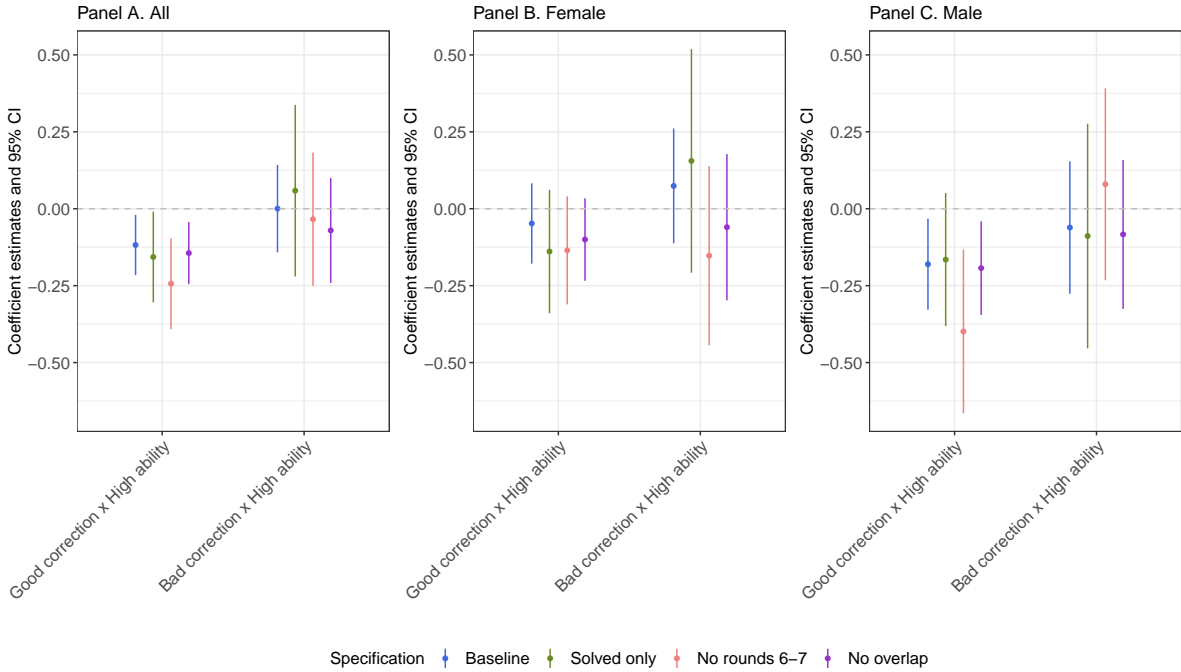 Panel A. All
Coefficient estimates and 95% CI
0.50
0.25
0.00
−0.25
−0.50
Good correction x High ability
Bad correction x High ability
Panel B. Female
Coefficient estimates and 95% CI
0.50
0.25
0.00
−0.25
−0.50
Good correction x High ability
Bad correction x High ability
Panel C. Male
Coefficient estimates and 95% CI
0.50
0.25
0.00
−0.25
−0.50
Good correction x High ability
Bad correction x High ability
Specification Baseline Solved only No rounds 6−7 No overlap